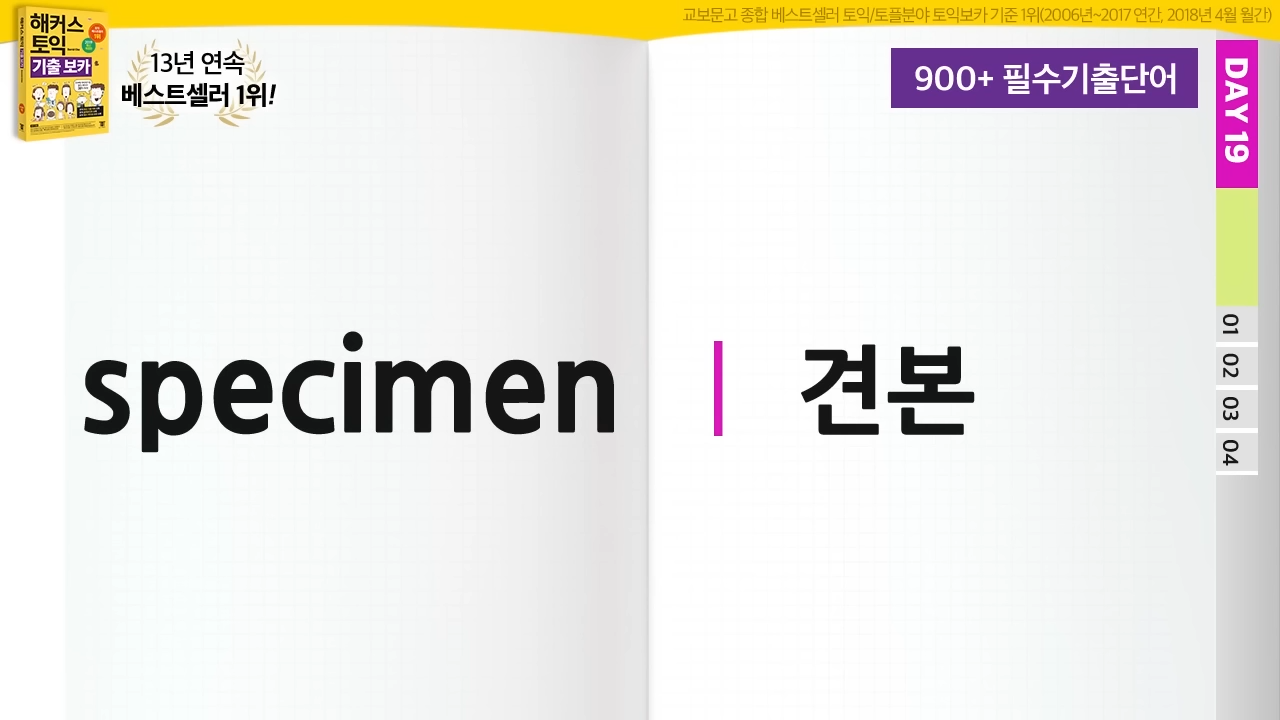 교보문고 종합 베스트셀러 토익/토플분야 토익보카 기준 1위(2006년~2017 연간, 2018년 4월 월간)
해커스
토익
기출 보카
13년 연속
베스트셀러 1위!
900+ 필수기출단어
DAY 19
specimen
견본
01
02
03
04